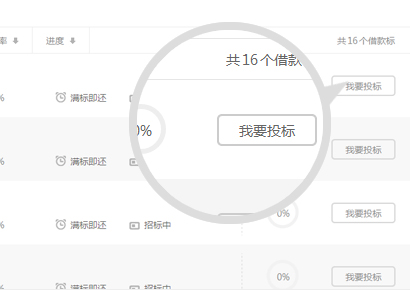 率 进度 共16个借款标
共16个借款
% 满标即还 我要投标
0% 我要投标
% 满标即还 我要投标
% 满标即还 招标中 0% 我要投标
% 满标即还 招标中 0% 我要投标